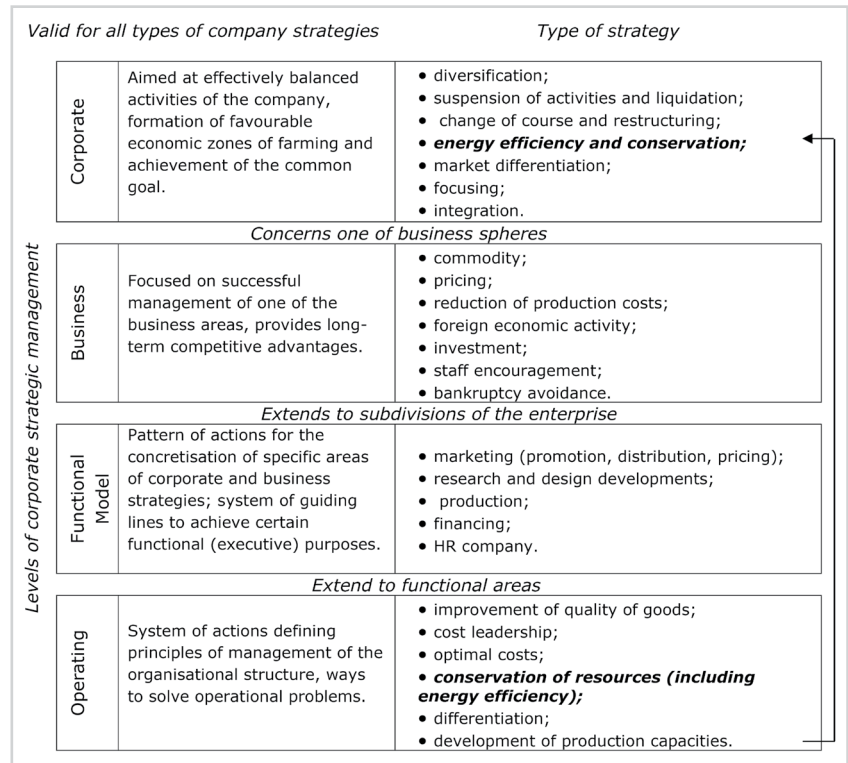 Valid for all types of company strategies
Type of strategy
Levels of corporate strategic management
Corporate
Aimed at effectively balanced
activities of the company,
formation of favourable
economic zones of farming and
achievement of the common
goal.
• diversification;
• suspension of activities and liquidation;
• change of course and restructuring;
• energy efficiency and conservation;
• market differentiation;
• focusing;
• integration.
Concerns one of business spheres
Business
Focused on successful
management of one of the
business areas, provides long-
term competitive advantages.
• commodity;
• pricing;
• reduction of production costs;
• foreign economic activity;
• investment;
• staff encouragement;
• bankruptcy avoidance.
Extends to subdivisions of the enterprise
Functional
Model
Pattern of actions for the
concretisation of specific areas
of corporate and business
strategies; system of guiding
lines to achieve certain
functional (executive) purposes.
• marketing (promotion, distribution, pricing);
• research and design developments;
• production;
• financing;
• HR company.
Extend to functional areas
Operating
System of actions defining
principles of management of the
organisational structure, ways
to solve operational problems.
• improvement of quality of goods;
• cost leadership;
• optimal costs;
• conservation of resources (including
energy efficiency);
• differentiation;
• development of production capacities.